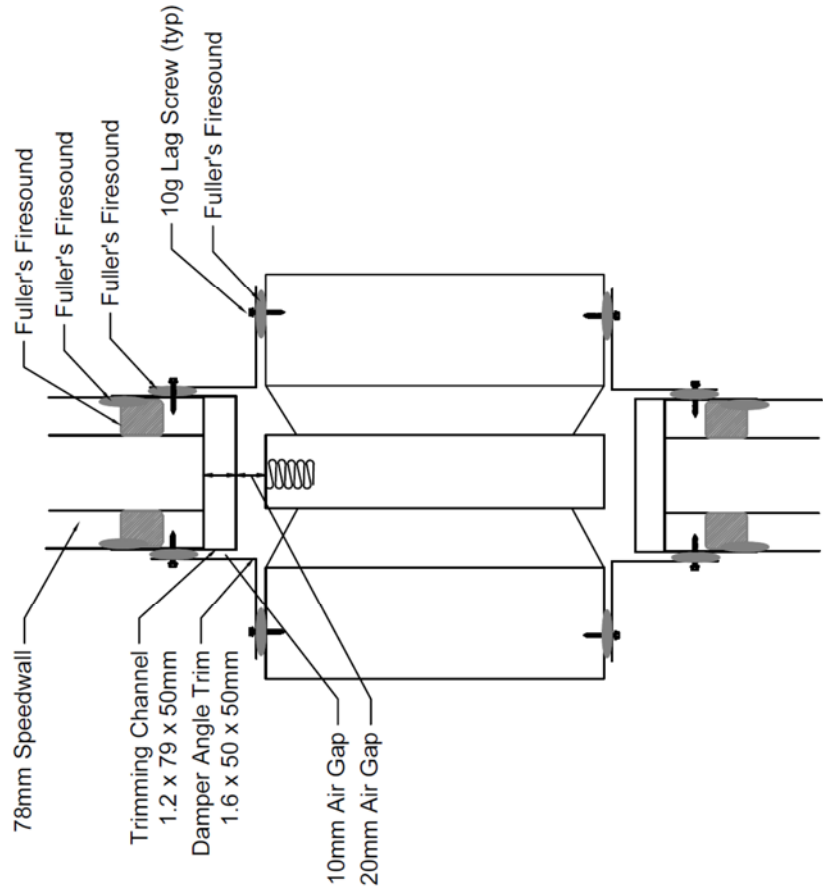 Fuller's Firesound
Fuller's Firesound
Fuller's Firesound
10g Lag Screw (typ)
Fuller's Firesound
78mm Speedwall
Trimming Channel
1.2 x 79 x 50mm
Damper Angle Trim
1.6 x 50 x 50mm
10mm Air Gap
20mm Air Gap